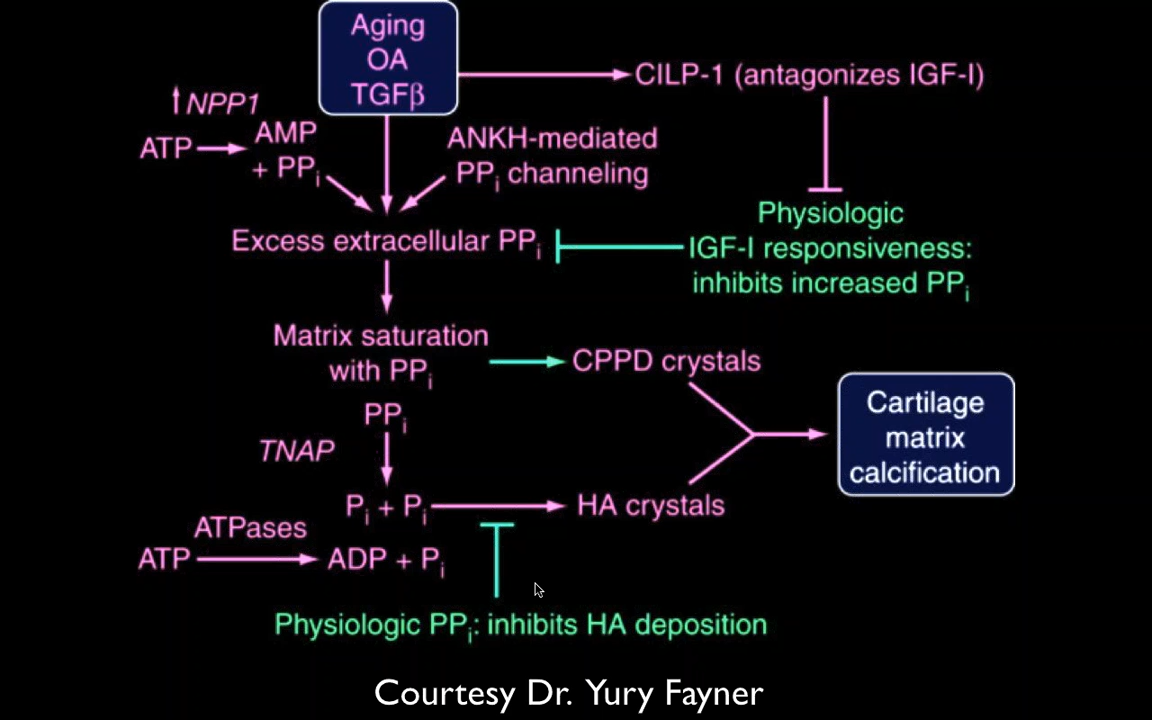 Aging
OA
TGFβ
CILP-1 (antagonizes IGF-I)
↑NPP1
ATP
AMP
+ PPi
ANKH-mediated
PPi channeling
Excess extracellular PPi
Physiologic
IGF-I responsiveness:
inhibits increased PPi
Matrix saturation
with PPi
CPPD crystals
PPi
TNAP
Cartilage
matrix
calcification
Pi + Pi
HA crystals
ATPases
ATP
ADP + Pi
Physiologic PPi: inhibits HA deposition
Courtesy Dr. Yury Fayner